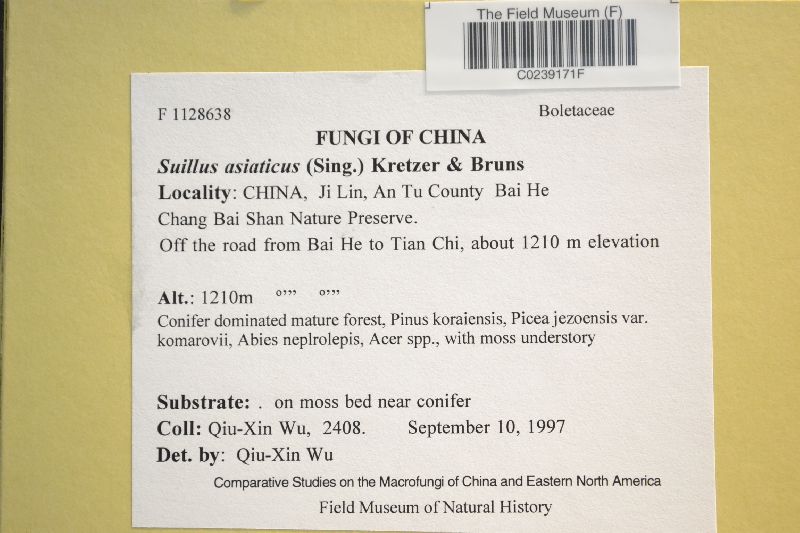 The Field Museum (F)
C0239171F
F 1128638 Boletaceae
FUNGI OF CHINA
Suillus asiaticus (Sing.) Kretzer & Bruns
Locality: CHINA, Ji Lin, An Tu County Bai He
Chang Bai Shan Nature Preserve.
Off the road from Bai He to Tian Chi, about 1210 m elevation
Alt.: 1210m o''" o''"
Conifer dominated mature forest, Pinus koraiensis, Picea jezoensis var.
komarovii, Abies neplrolepis, Acer spp., with moss understory
Substrate: . on moss bed near conifer
Coll: Qiu-Xin Wu, 2408. September 10, 1997
Det. by: Qiu-Xin Wu
Comparative Studies on the Macrofungi of China and Eastern North America
Field Museum of Natural History